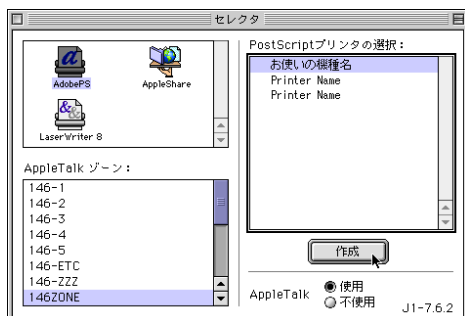 セレクタ
AdobePS
AppleShare
LaserWriter 8
AppleTalk ゾーン：
146-1
146-2
146-3
146-4
146-5
146-ETC
146-ZZZ
146ZONE
PostScriptプリンタの選択：
お使いの機種名
Printer Name
Printer Name
作成
AppleTalk
使用
不使用
J1-7.6.2